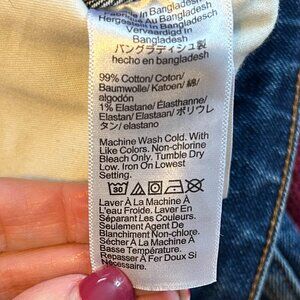 in Bangladesh
Hergestellt in Bangladesch
Vervaardigd in
Bangladesh
バングラディシュ製
hecho en bangladesh
99% Cotton/ Coton/
Baumwolle/ Katoen/ 綿/
algodón
1% Elastane/ Élasthanne/
Elastan/ Elastaan/ ポリウレ
タン/ elastano
Machine Wash Cold. With
Like Colors. Non-chlorine
Bleach Only. Tumble Dry
Low. Iron On Lowest
Setting.
30
Laver À La Machine À
L'eau Froide. Laver En
Séparant Les Couleurs.
Seulement Agent De
Blanchiment Non-Chloré.
Sécher À La Machine À
Basse Température.
Repasser À Fer Doux Si
Nécessaire.